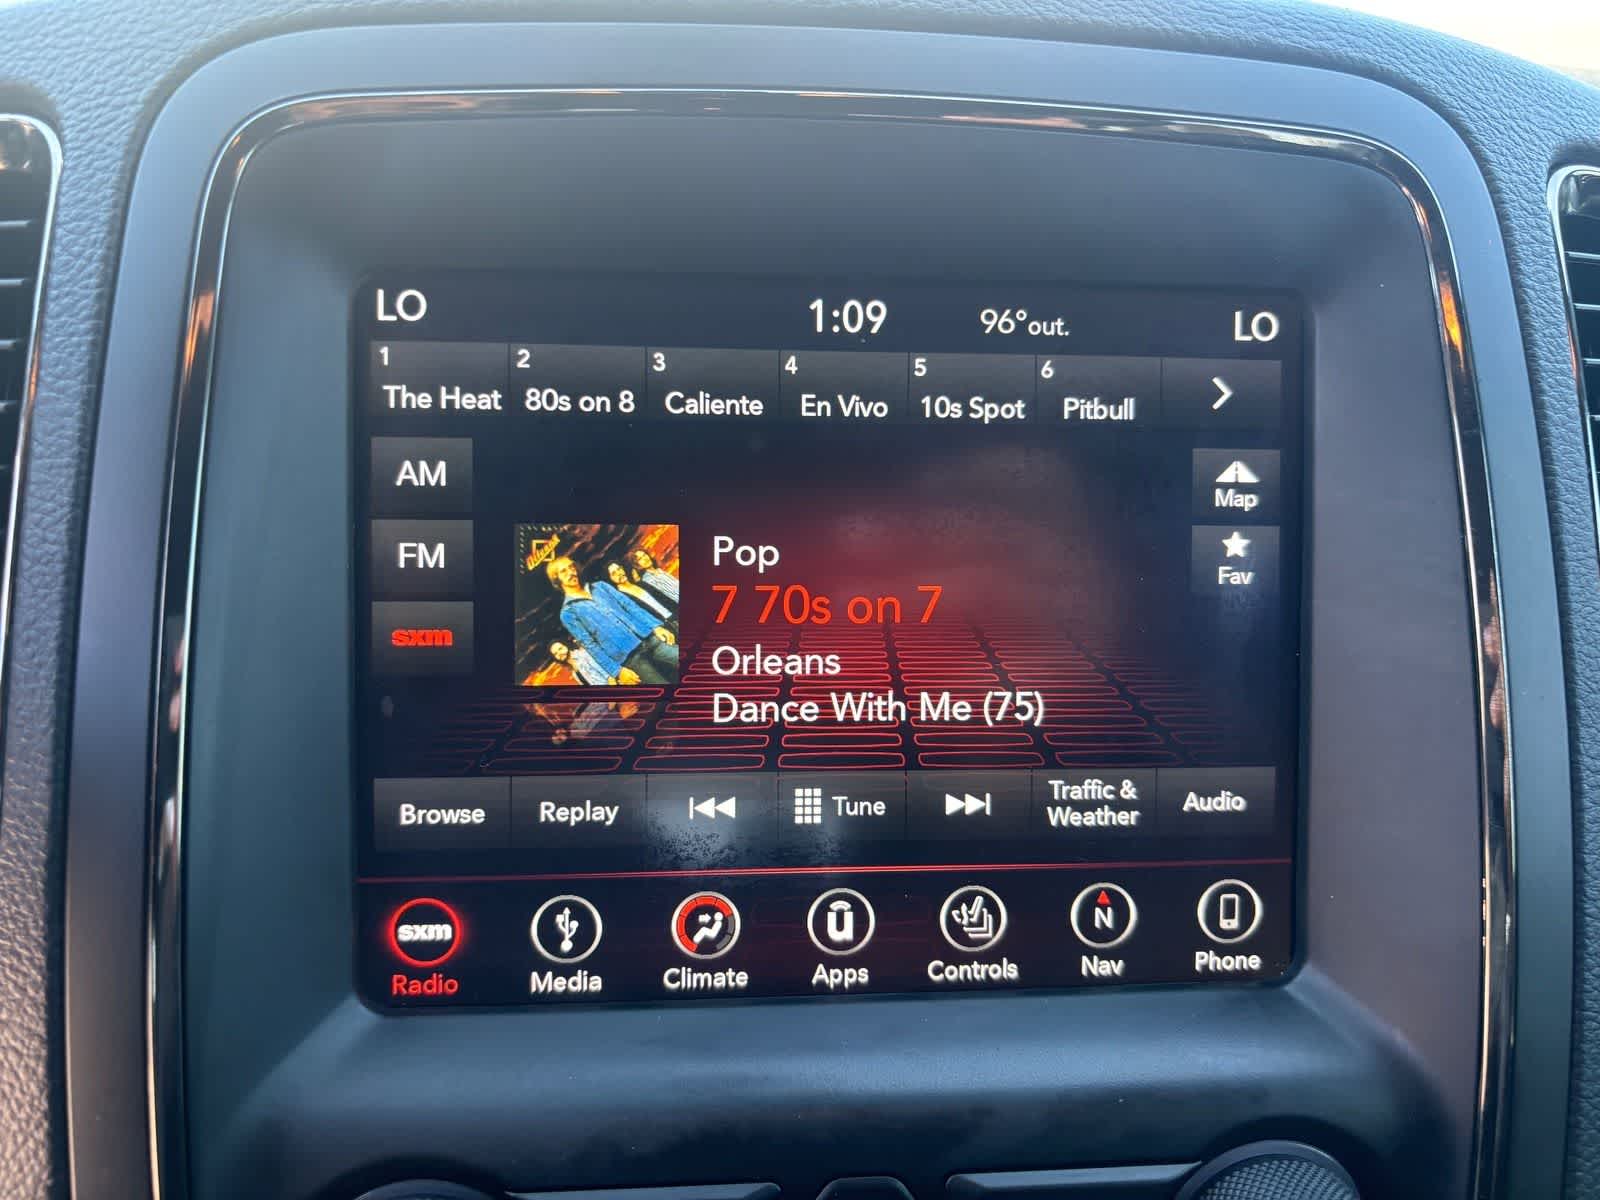 LO 1:09 96° out. LO
1 2 3 4 5 6
The Heat 80s on 8 Caliente En Vivo 10s Spot Pitbull
AM
Map
FM
Fav
sxm
Orleans
Pop
7 70s on 7
Orleans
Dance With Me (75)
Browse Replay Tune Traffic & Weather Audio
sxm N
Radio Media Climate Apps Controls Nav Phone